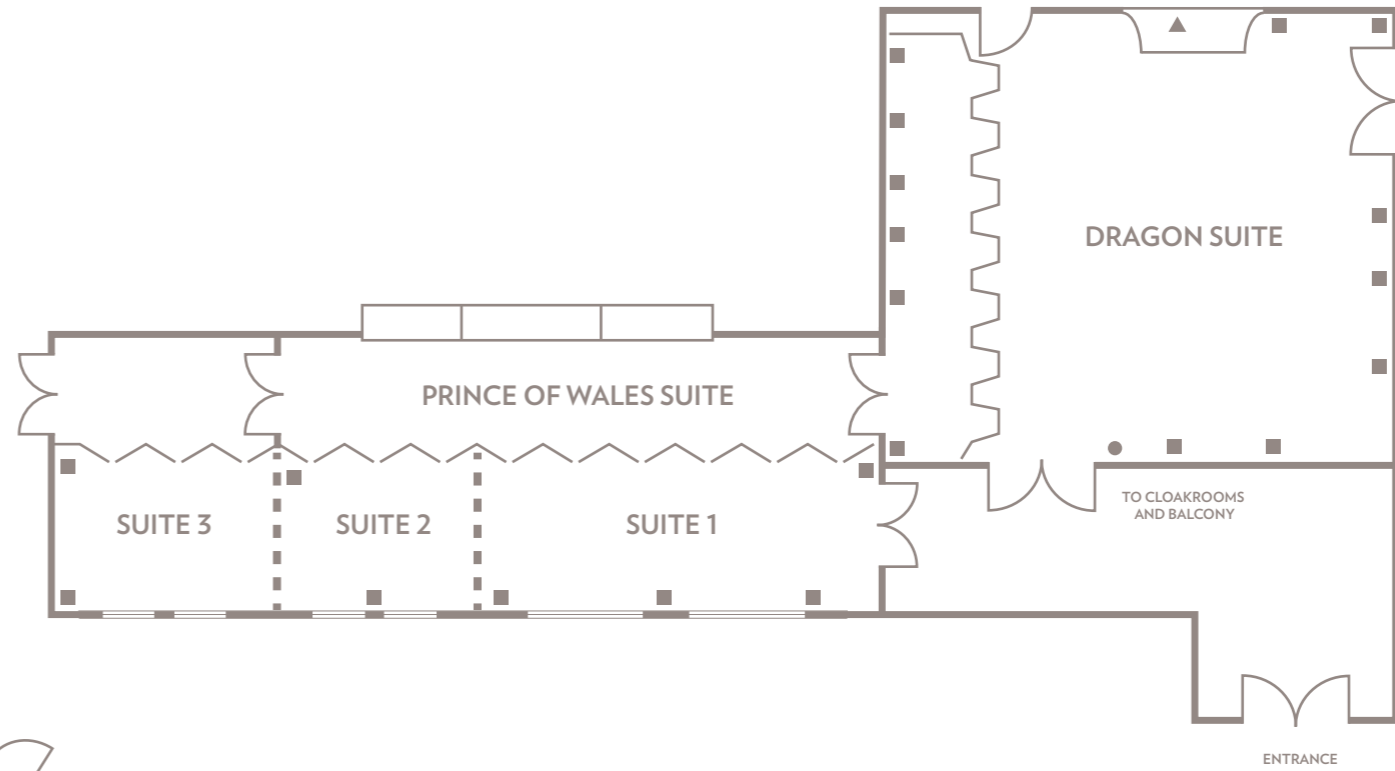 DRAGON SUITE
PRINCE OF WALES SUITE
SUITE 3
SUITE 2
SUITE 1
TO CLOAKROOMS
AND BALCONY
ENTRANCE